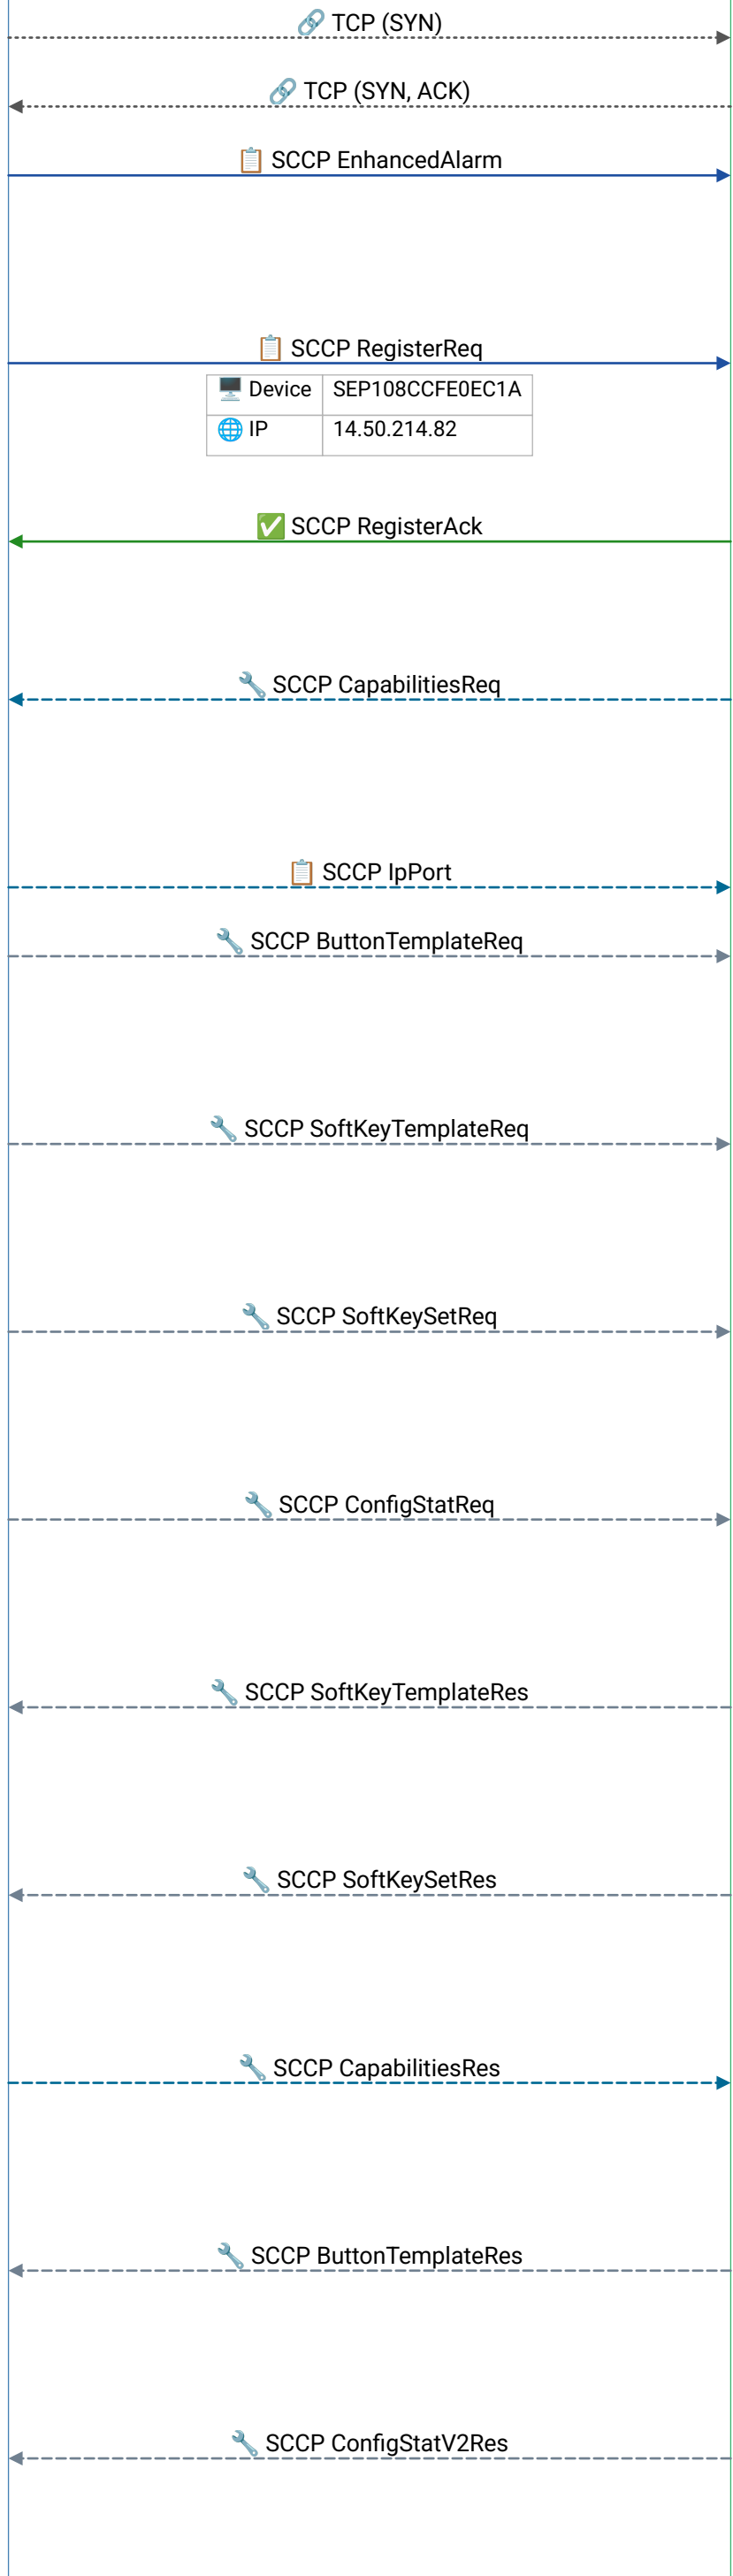 🔗 TCP (SYN)
🔗 TCP (SYN, ACK)
📋 SCCP EnhancedAlarm
📋 SCCP RegisterReq
🖥️ Device SEP108CCFE0EC1A
🌐 IP 14.50.214.82
✅ SCCP RegisterAck
🔧 SCCP CapabilitiesReq
📋 SCCP IpPort
🔧 SCCP ButtonTemplateReq
🔧 SCCP SoftKeyTemplateReq
🔧 SCCP SoftKeySetReq
🔧 SCCP ConfigStatReq
🔧 SCCP SoftKeyTemplateRes
🔧 SCCP SoftKeySetRes
🔧 SCCP CapabilitiesRes
🔧 SCCP ButtonTemplateRes
🔧 SCCP ConfigStatV2Res